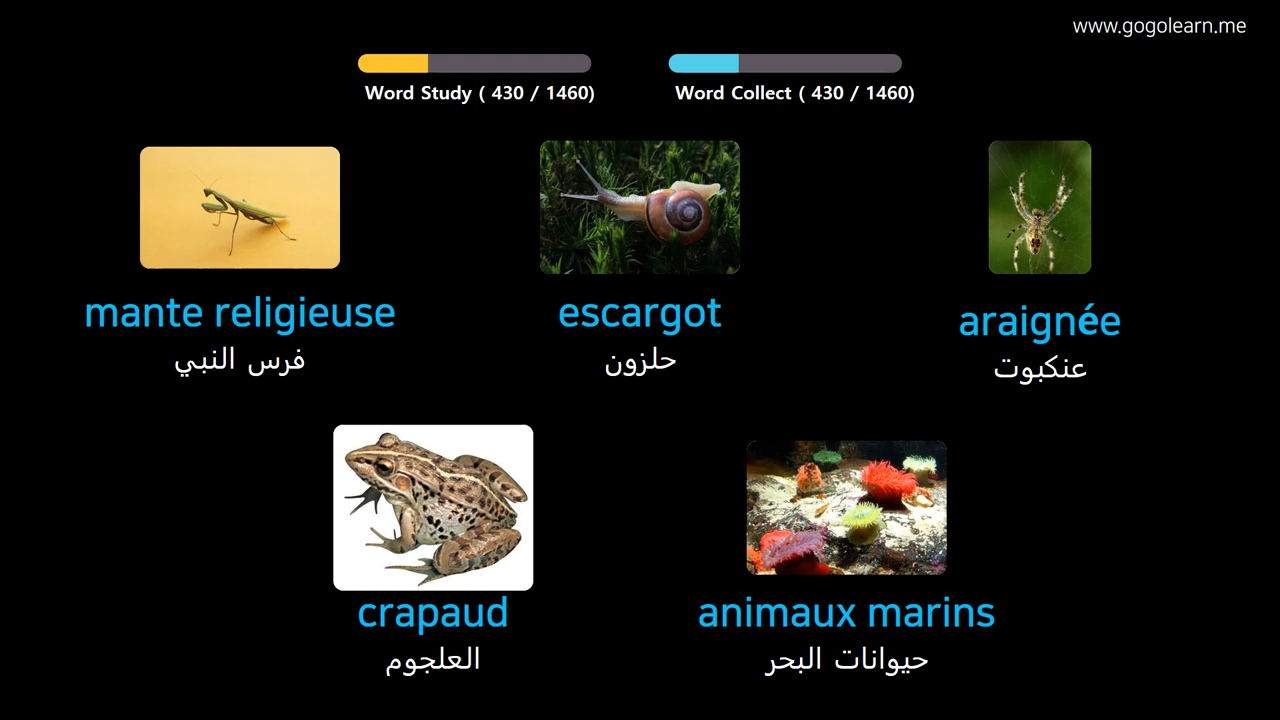 www.gogolearn.me
Word Study ( 430 / 1460)
Word Collect ( 430 / 1460)
mante religieuse
فرس النبي
escargot
حلزون
araignée
عنكبوت
crapaud
العلجوم
animaux marins
حيوانات البحر